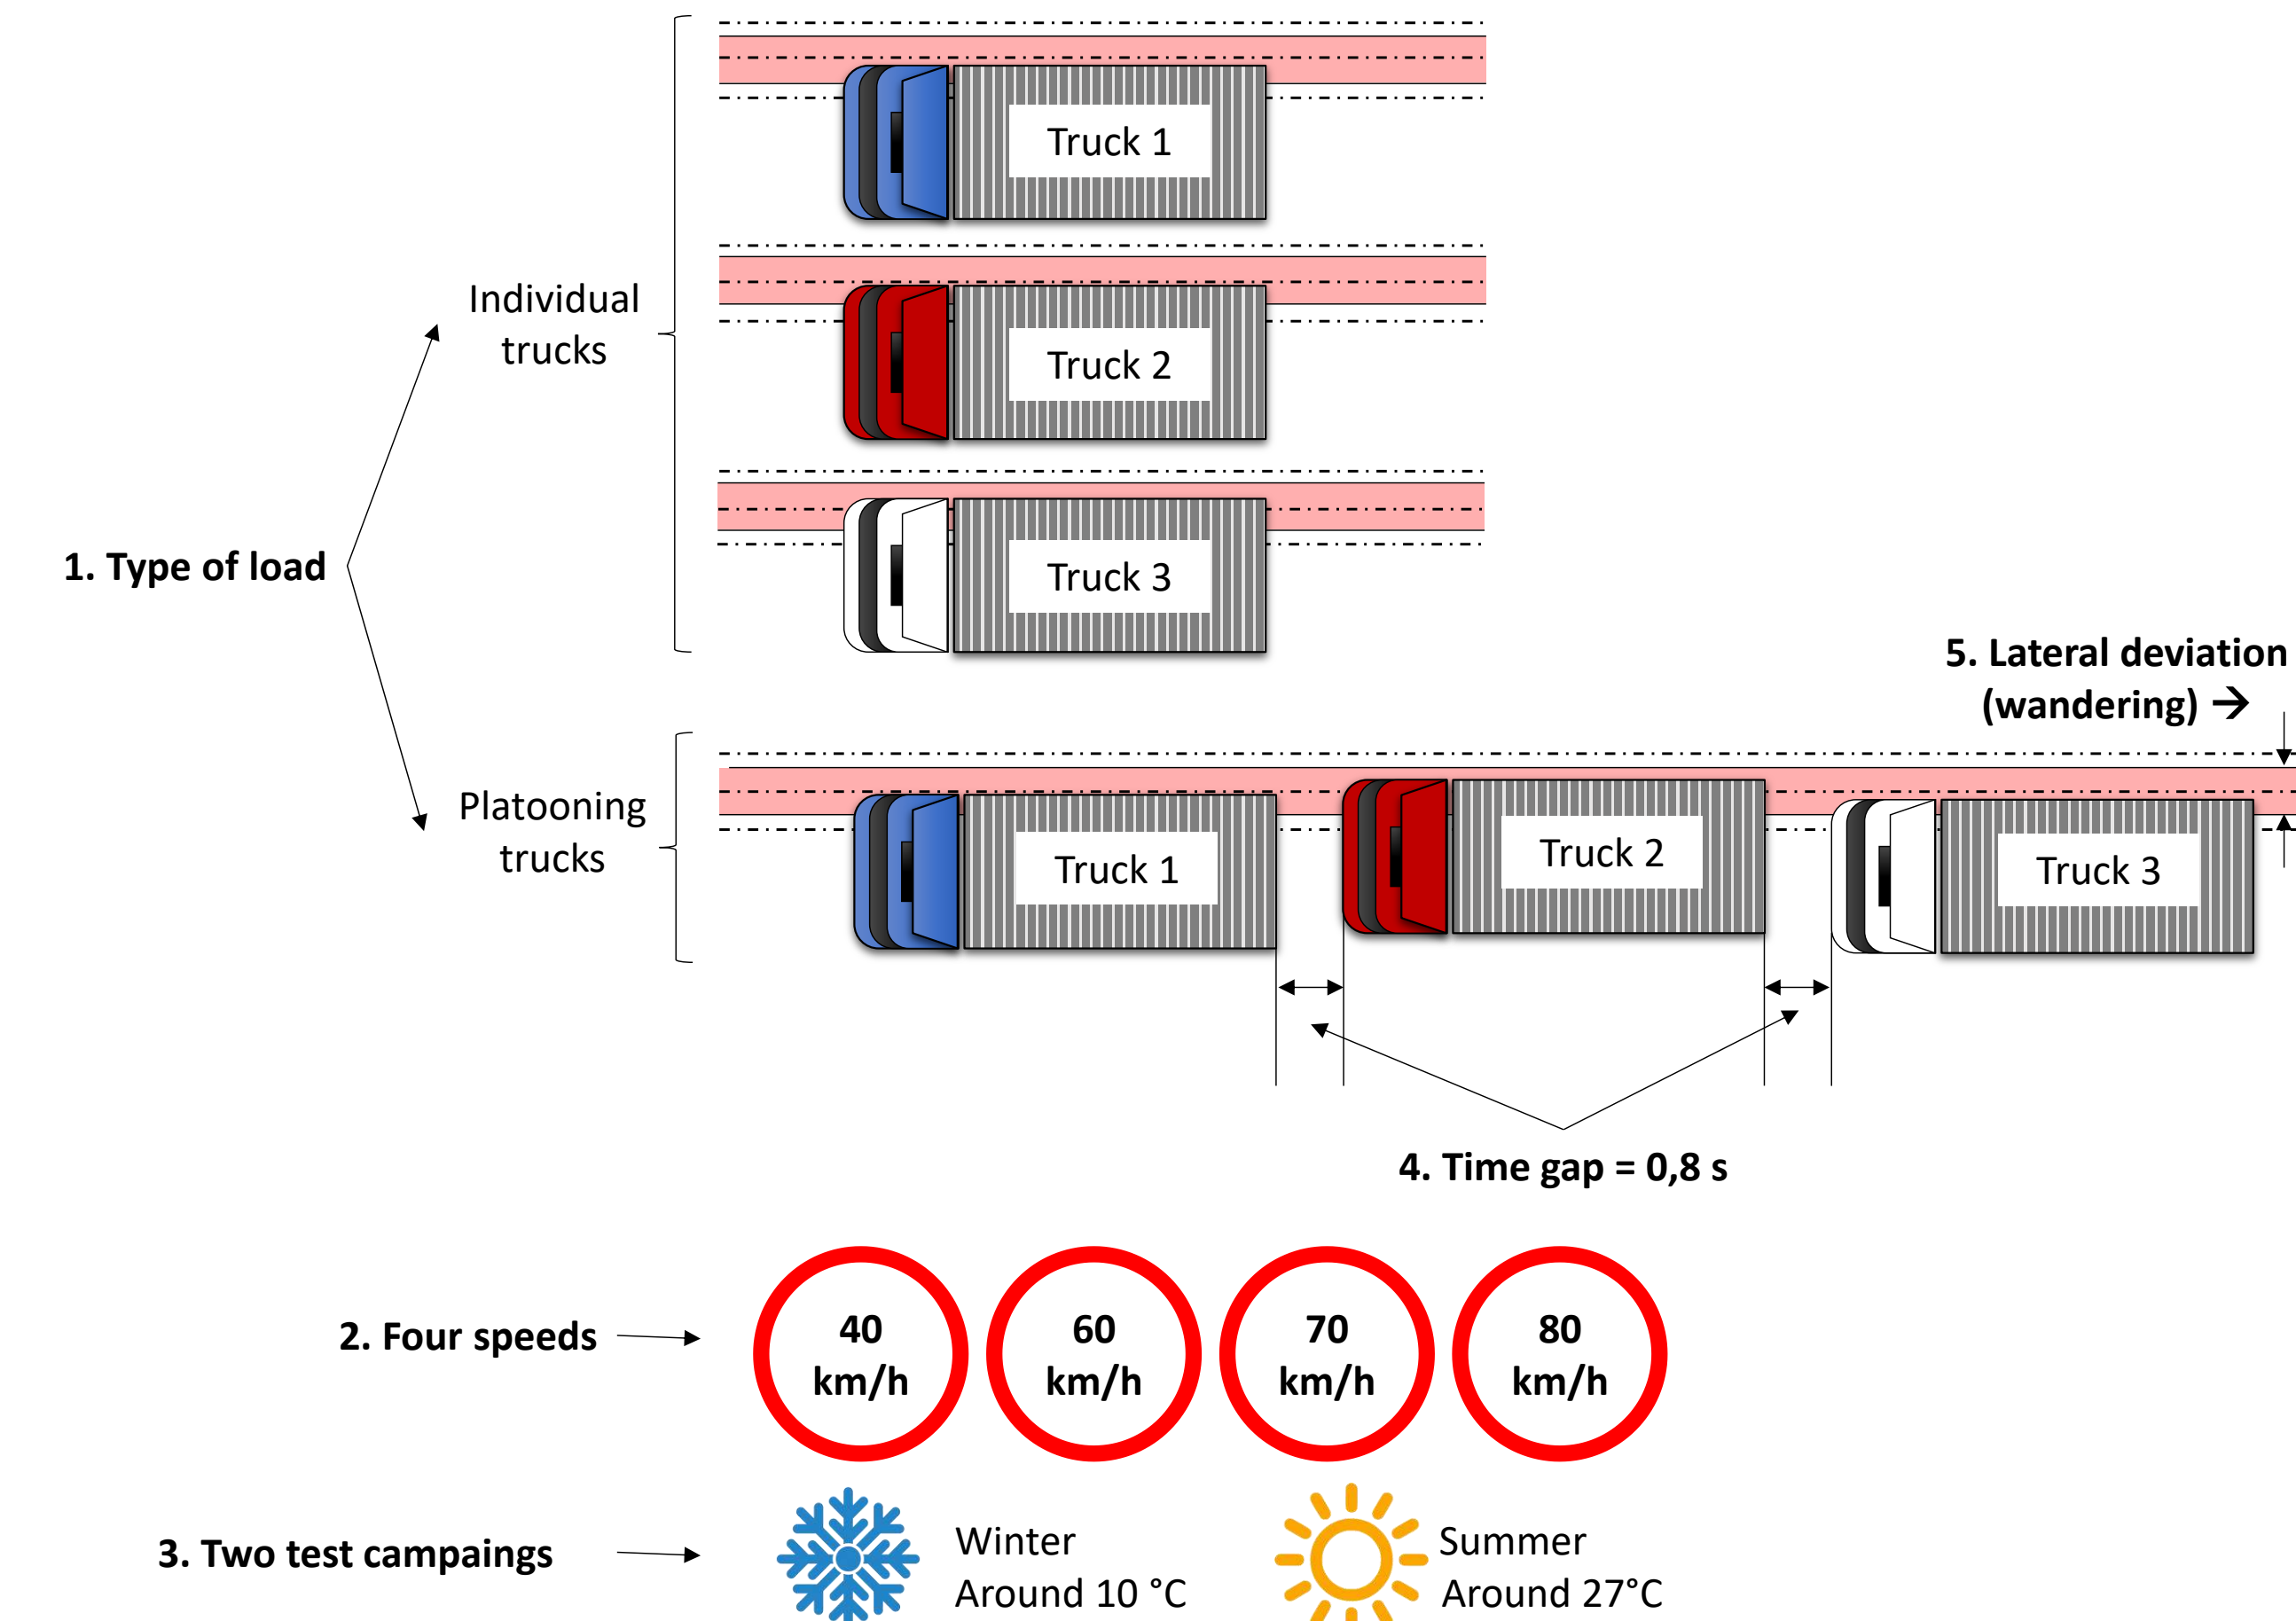 Truck 1
Individual
trucks
Truck 2
1. Type of load
Truck 3
5. Lateral deviation
(wandering) →
Platooning
trucks
Truck 1
Truck 2
Truck 3
4. Time gap = 0,8 s
2. Four speeds
40
km/h
60
km/h
70
km/h
80
km/h
3. Two test campaings
Winter
Around 10 °C
Summer
Around 27°C